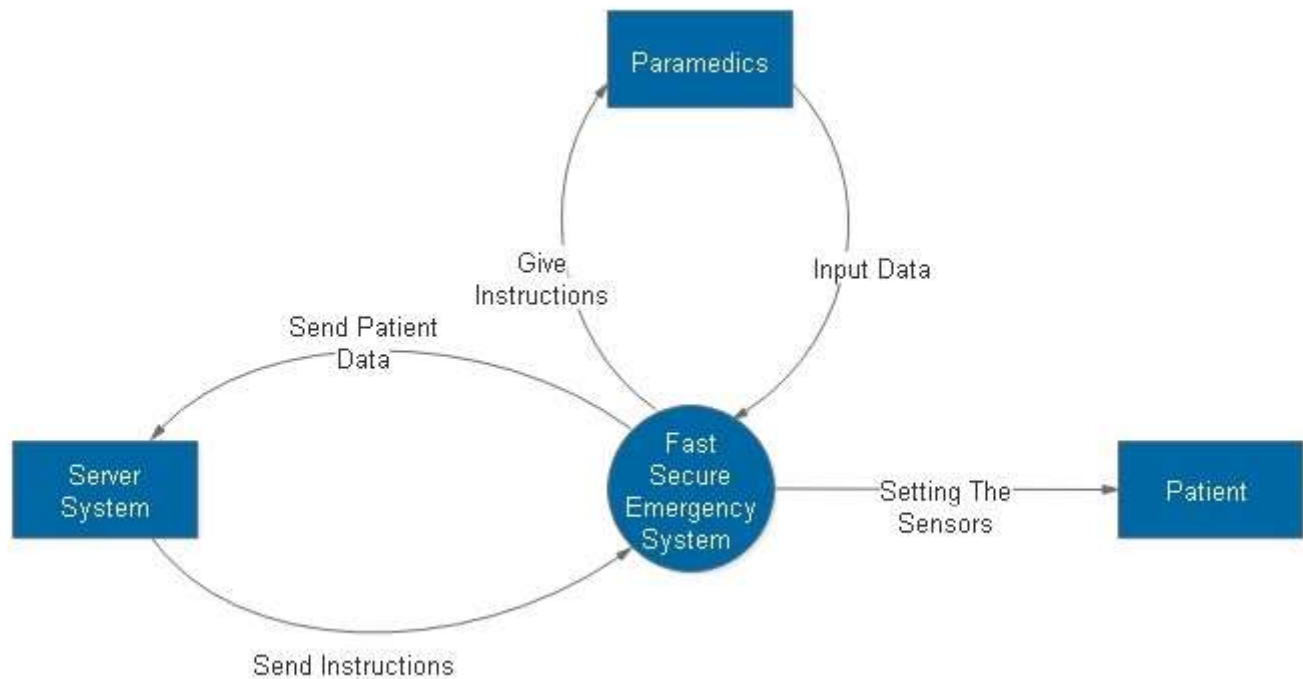 Paramedics
Give
Instructions
Input Data
Send Patient
Data
Server
System
Fast
Secure
Emergency
System
Setting The
Sensors
Patient
Send Instructions